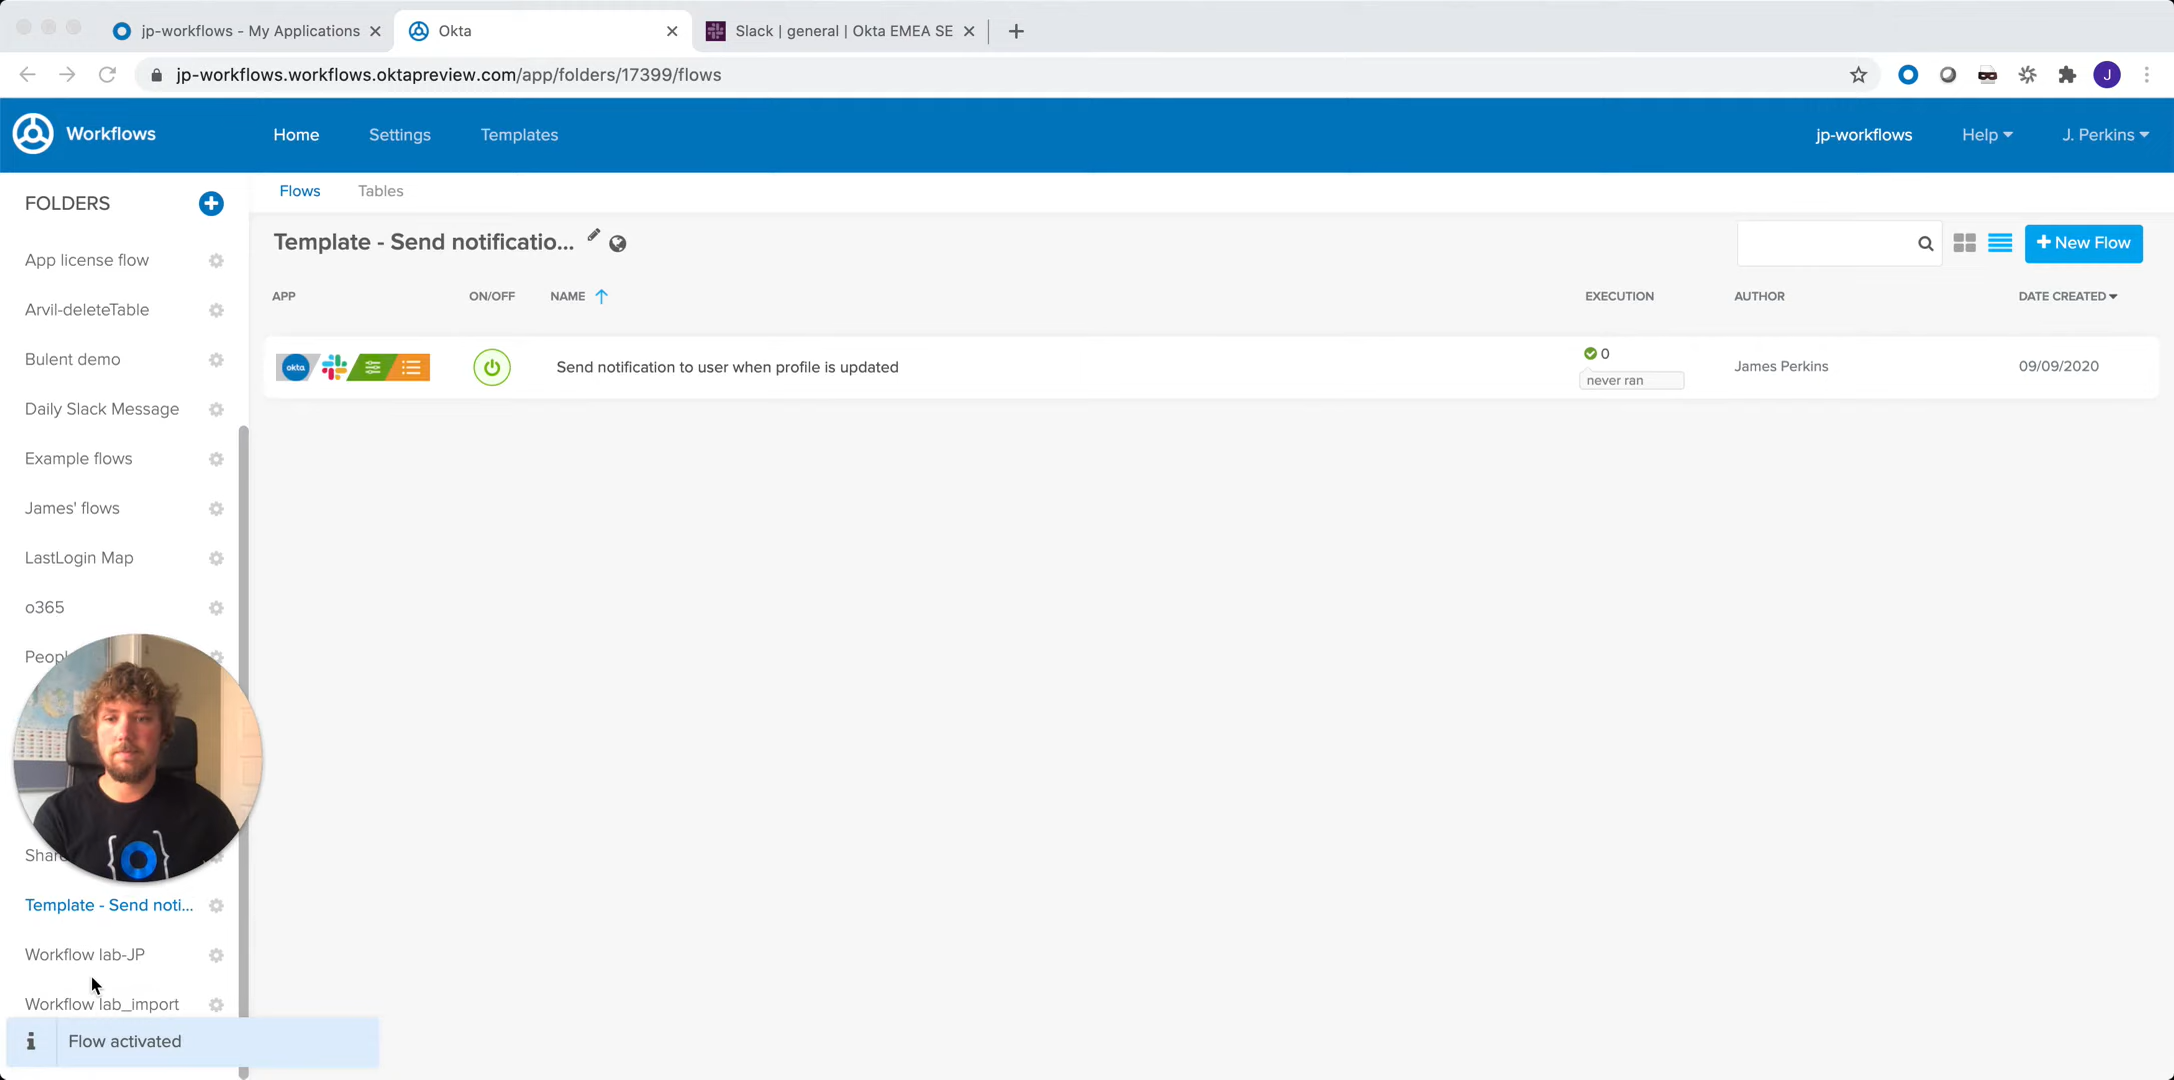 jp-workflows - My Applications
Okta
Slack | general | Okta EMEA SE
jp-workflows.workflows.oktapreview.com/app/folders/17399/flows
J
Workflows
Home
Settings
Templates
jp-workflows
Help
J. Perkins
FOLDERS
Flows
Tables
Template - Send notificatio...
New Flow
APP
ON/OFF
NAME
EXECUTION
AUTHOR
DATE CREATED
okta
Send notification to user when profile is updated
0
never ran
James Perkins
09/09/2020
App license flow
Arvil-deleteTable
Bulent demo
Daily Slack Message
Example flows
James' flows
LastLogin Map
o365
Template - Send noti...
Workflow lab-JP
Workflow lab_import
Flow activated